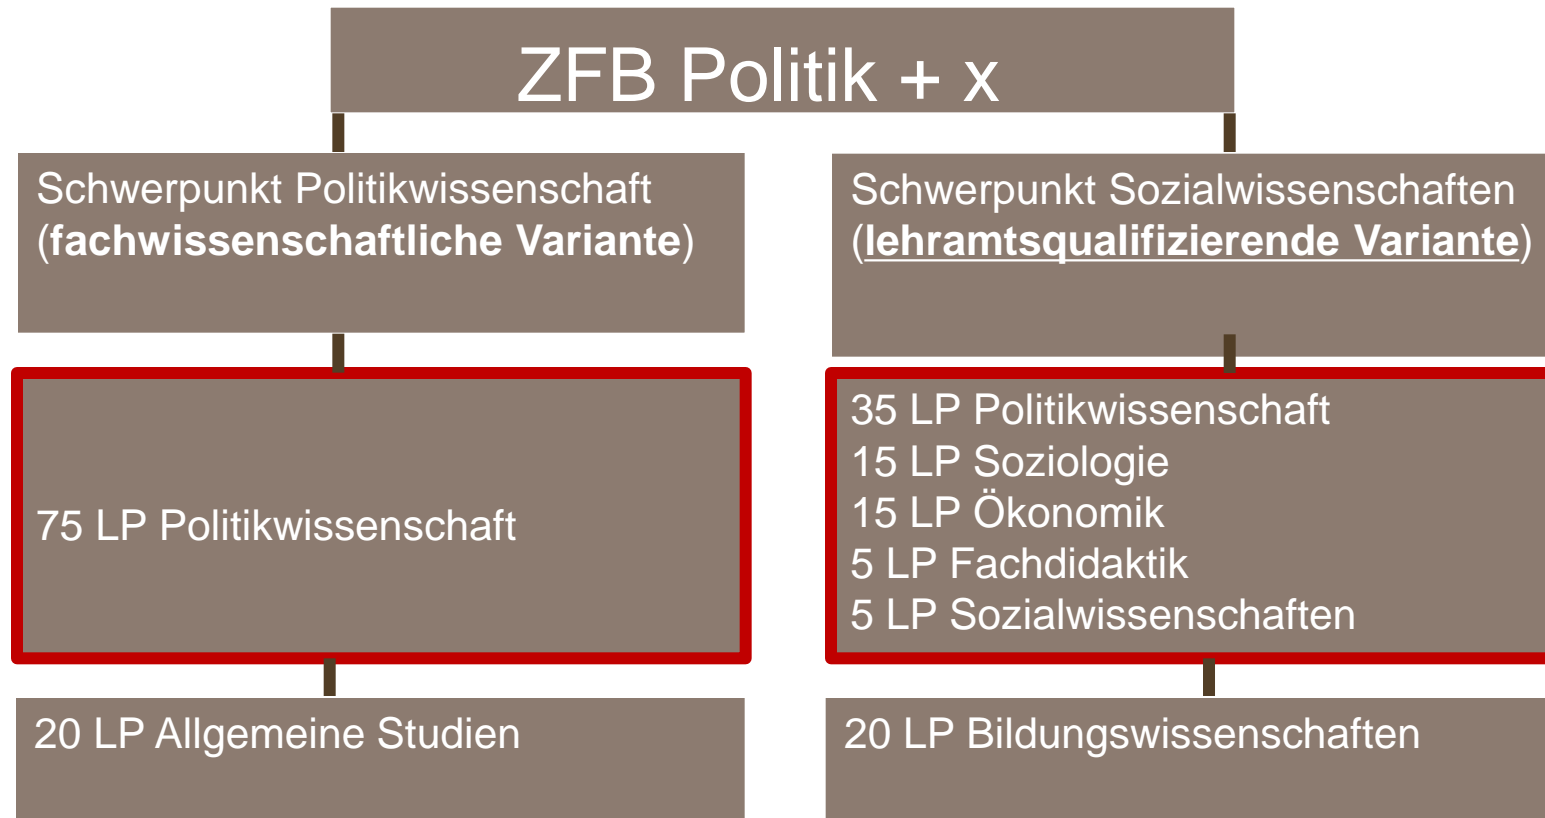 ZFB Politik + x
Schwerpunkt Politikwissenschaft
(fachwissenschaftliche Variante)
Schwerpunkt Sozialwissenschaften
(lehramtsqualifizierende Variante)
75 LP Politikwissenschaft
35 LP Politikwissenschaft
15 LP Soziologie
15 LP Ökonomik
5 LP Fachdidaktik
5 LP Sozialwissenschaften
20 LP Allgemeine Studien
20 LP Bildungswissenschaften